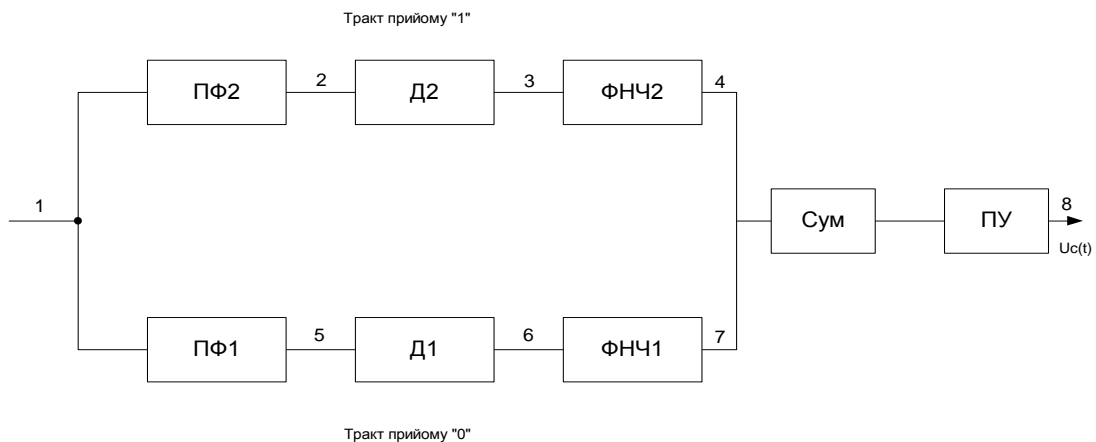 Тракт прийому "1"
ПФ2
2
Д2
3
ФНЧ2
4
1
Сум
ПУ
8
Uc(t)
ПФ1
5
Д1
6
ФНЧ1
7
Тракт прийому "0"